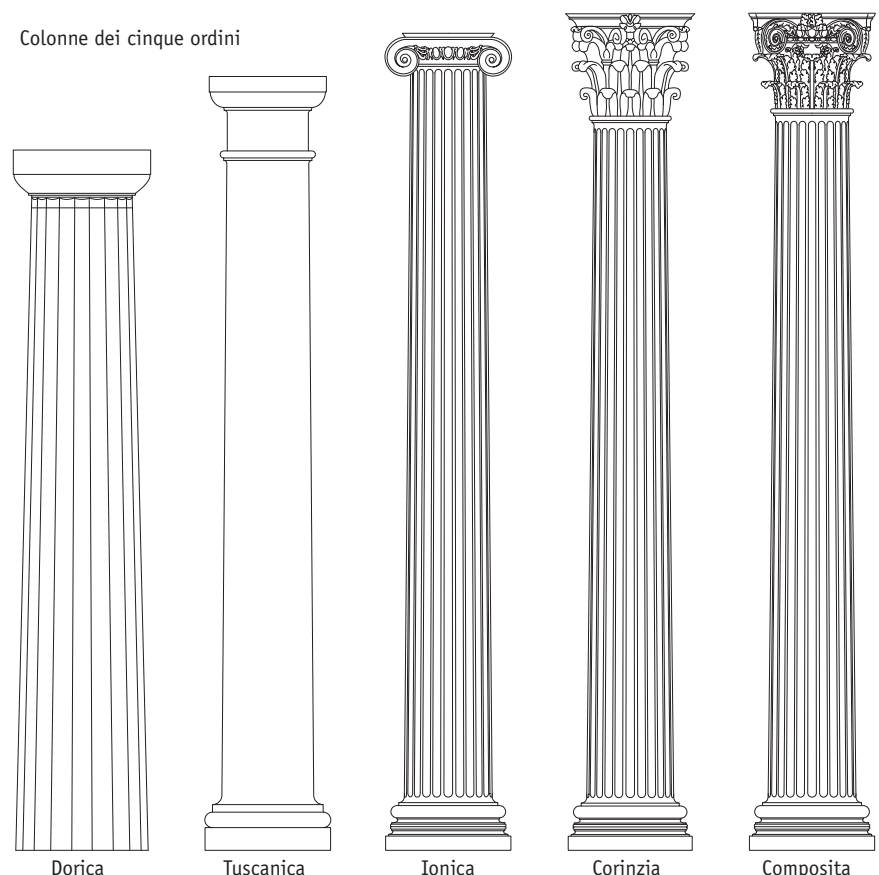 Colonne dei cinque ordini
Dorica
Tuscanica
Ionica
Corinzia
Composita